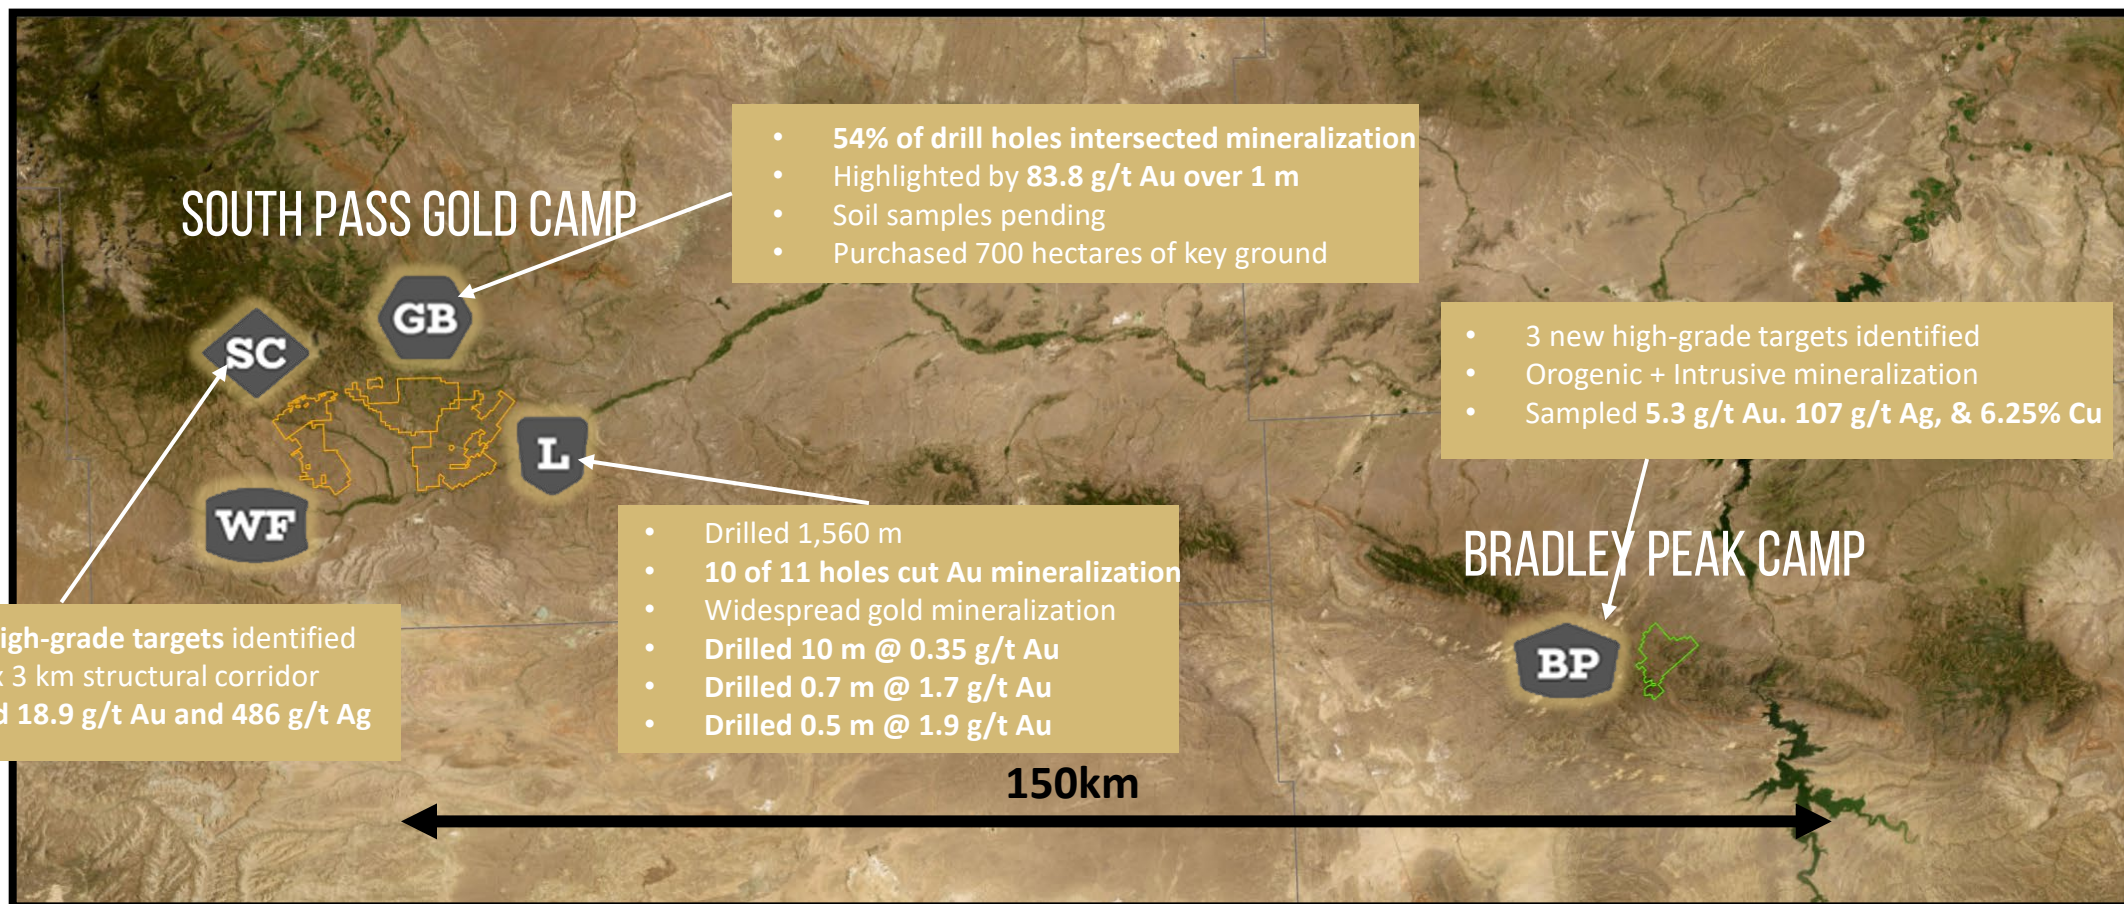 SOUTH PASS GOLD CAMP
• 54% of drill holes intersected mineralization
• Highlighted by 83.8 g/t Au over 1 m
• Soil samples pending
• Purchased 700 hectares of key ground
GB
SC
L
WF
• 3 new high-grade targets identified
• Orogenic + Intrusive mineralization
• Sampled 5.3 g/t Au. 107 g/t Ag, & 6.25% Cu
• Drilled 1,560 m
• 10 of 11 holes cut Au mineralization
• Widespread gold mineralization
• Drilled 10 m @ 0.35 g/t Au
• Drilled 0.7 m @ 1.7 g/t Au
• Drilled 0.5 m @ 1.9 g/t Au
BRADLEY PEAK CAMP
BP
igh-grade targets identified
x 3 km structural corridor
d 18.9 g/t Au and 486 g/t Ag
150km